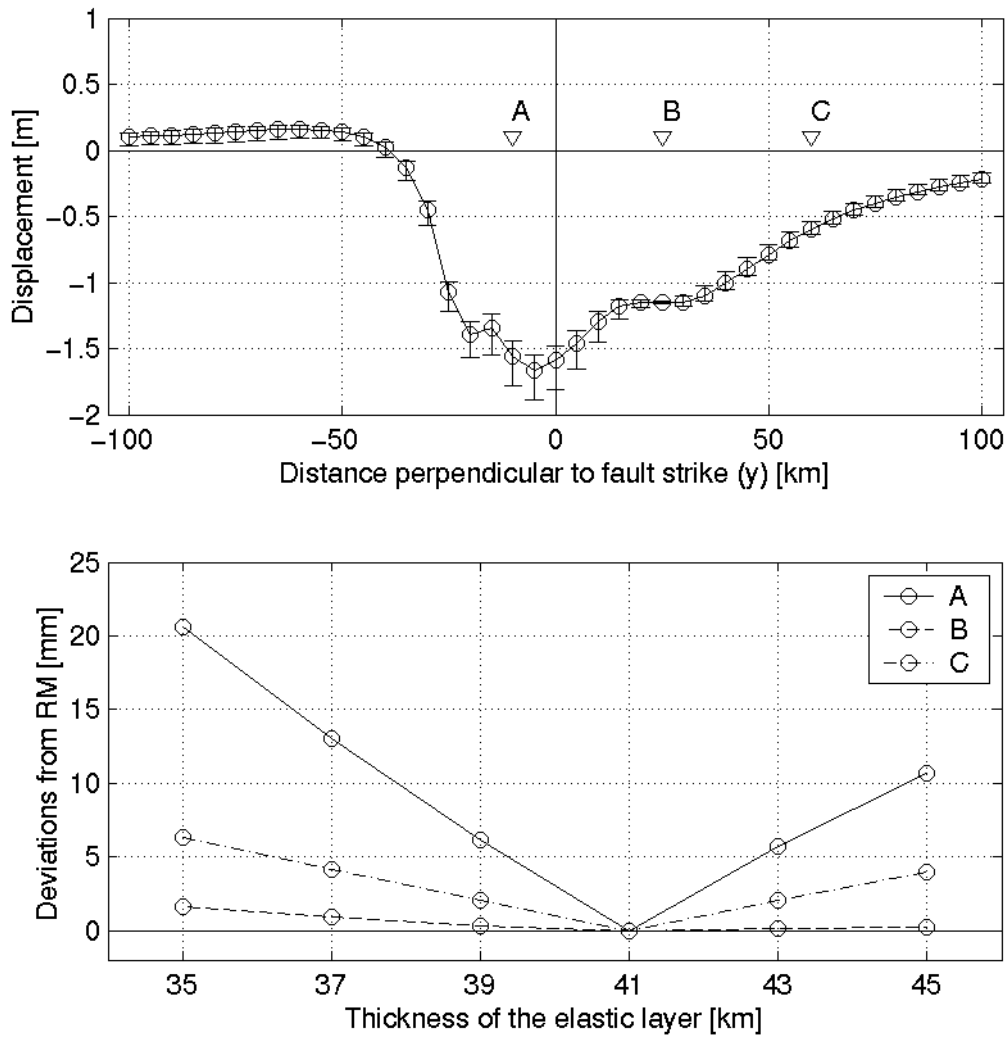 1
0.5
0
−0.5
−1
−1.5
−2
Displacement [m]
A
B
C
−100
−50
0
50
100
Distance perpendicular to fault strike (y) [km]
25
20
15
10
5
0
Deviations from RM [mm]
A
B
C
35
37
39
41
43
45
Thickness of the elastic layer [km]